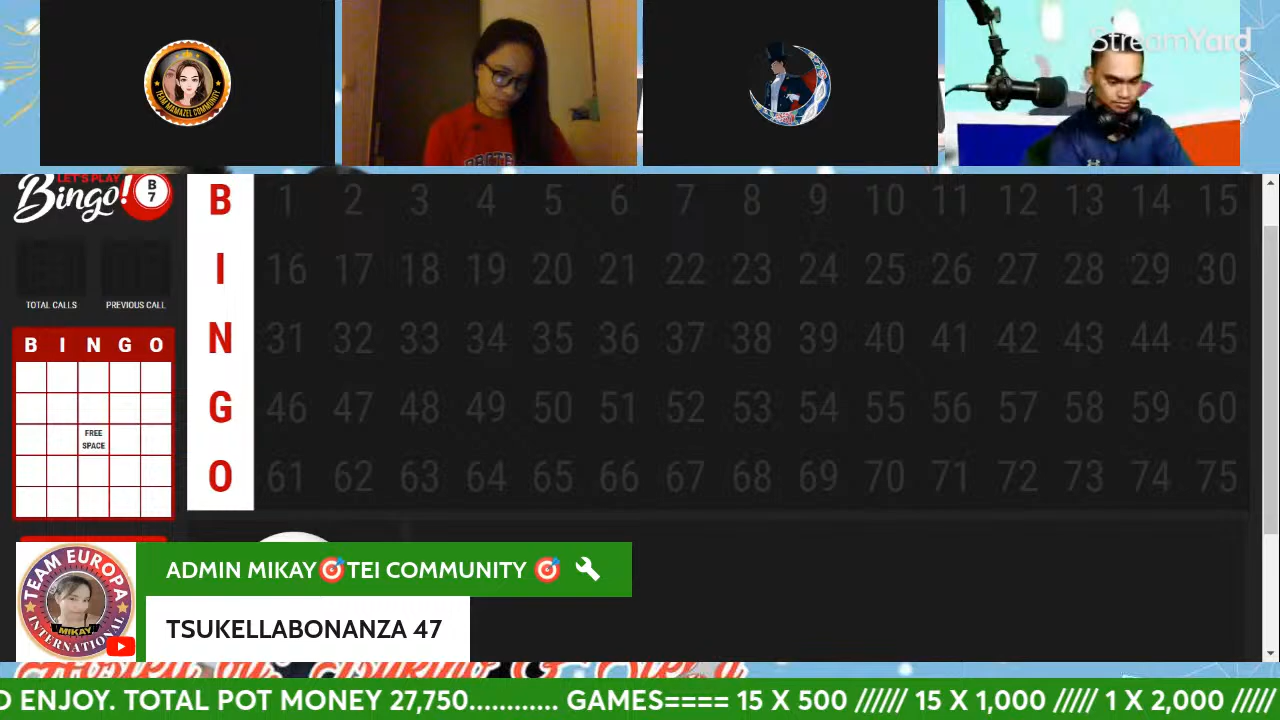 TEAM MAMAZEL COMMUNITY
StreamYard
LET'S PLAY
Bingo!
B
7
TOTAL CALLS
PREVIOUS CALL
B I N G O
FREE
SPACE
B 1 2 3 4 5 6 7 8 9 10 11 12 13 14 15
I 16 17 18 19 20 21 22 23 24 25 26 27 28 29 30
N 31 32 33 34 35 36 37 38 39 40 41 42 43 44 45
G 46 47 48 49 50 51 52 53 54 55 56 57 58 59 60
O 61 62 63 64 65 66 67 68 69 70 71 72 73 74 75
TEAM EUROPA
MIKAY
INTERNATIONAL
ADMIN MIKAY🎯TEI COMMUNITY 🎯 🔧
TSUKELLABONANZA 47
D ENJOY. TOTAL POT MONEY 27,750............ GAMES==== 15 X 500 ////// 15 X 1,000 ///// 1 X 2,000 /////